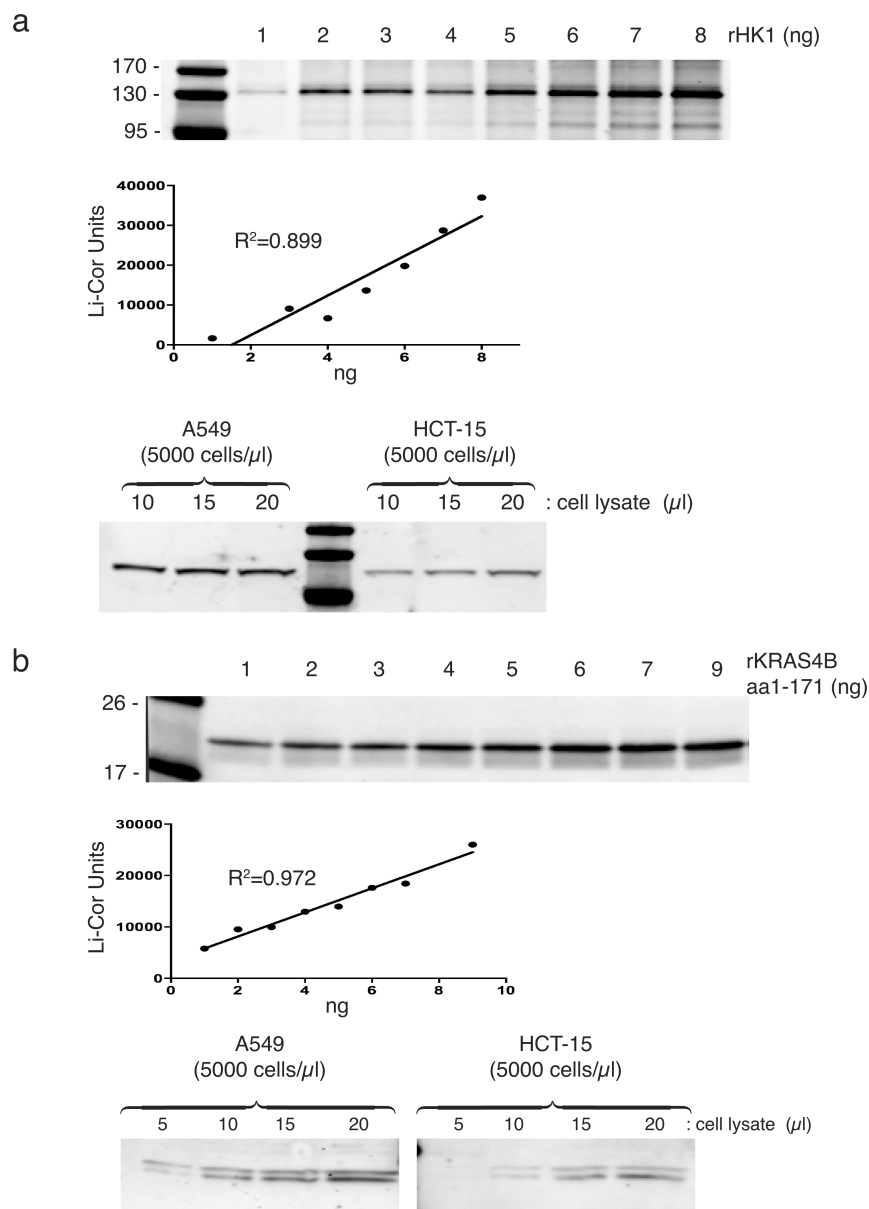 a
1 2 3 4 5 6 7 8 rHK1 (ng)
170 -
130 -
95 -
40000
30000
20000
10000
0
Li-Cor Units
R²=0.899
0 2 4 6 8
ng
A549 HCT-15
(5000 cells/µl) (5000 cells/µl)
10 15 20 10 15 20 : cell lysate (µl)
b
1 2 3 4 5 6 7 9 rKRAS4B
aa1-171 (ng)
26 -
17 -
30000
20000
10000
0
Li-Cor Units
R²=0.972
0 2 4 6 8 10
ng
A549 HCT-15
(5000 cells/µl) (5000 cells/µl)
5 10 15 20 5 10 15 20 : cell lysate (µl)